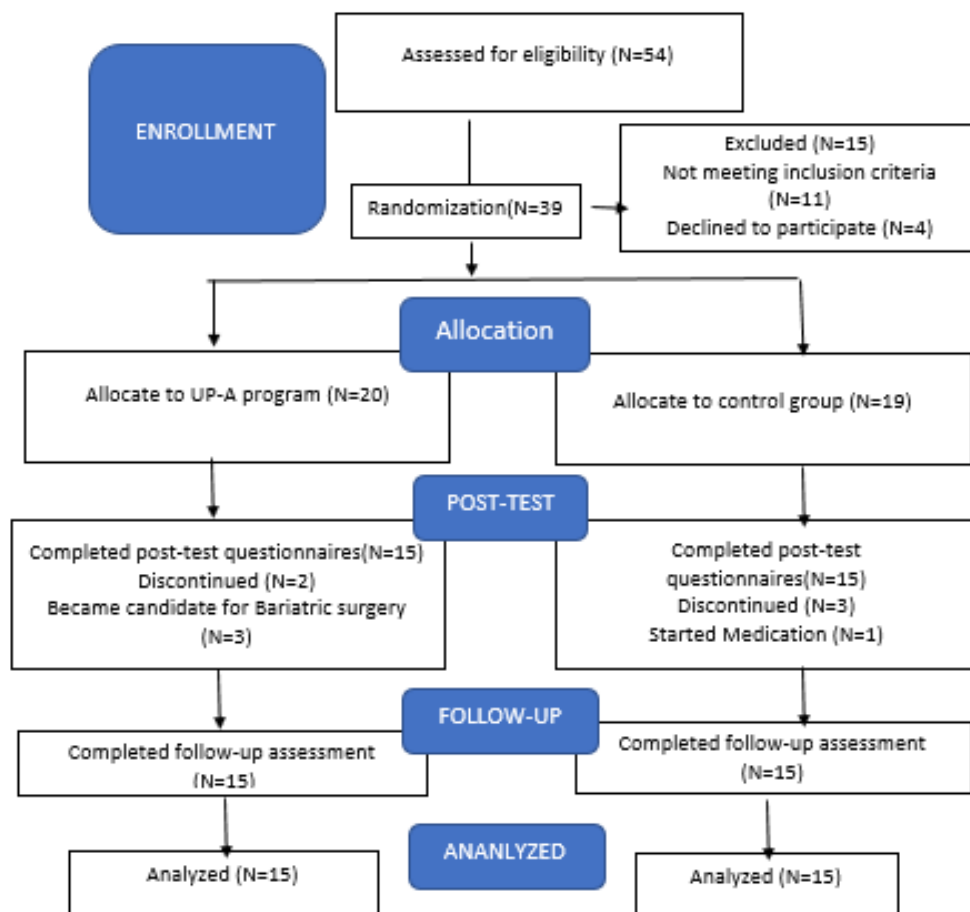 Assessed for eligibility (N=54)
ENROLLMENT
Excluded (N=15)
Not meeting inclusion criteria
(N=11)
Declined to participate (N=4)
Randomization(N=39
Allocation
Allocate to UP-A program (N=20)
Allocate to control group (N=19)
POST-TEST
Completed post-test questionnaires(N=15)
Discontinued (N=2)
Became candidate for Bariatric surgery
(N=3)
Completed post-test
questionnaires(N=15)
Discontinued (N=3)
Started Medication (N=1)
FOLLOW-UP
Completed follow-up assessment
(N=15)
Completed follow-up assessment
(N=15)
ANANLYZED
Analyzed (N=15)
Analyzed (N=15)